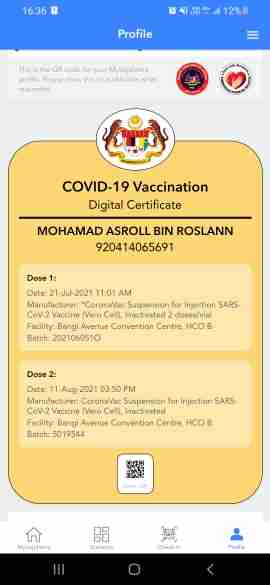 16.36
12%
Profile
This is the QR code for your MySejahtera
profile. Please show this to authorities when
requested.
COVID-19 Vaccination
Digital Certificate
MOHAMAD ASROLL BIN ROSLANN
920414065691
Dose 1:
Date: 21-Jul-2021 11:01 AM
Manufacturer: "CoronaVac Suspension for Injection SARS-
CoV-2 Vaccine (Vero Cell), Inactivated 2 doses/vial
Facility: Bangi Avenue Convention Centre, HCO B
Batch: 202106051O
Dose 2:
Date: 11-Aug-2021 03:50 PM
Manufacturer: CoronaVac Suspension for Injection SARS-
CoV-2 Vaccine (Vero Cell), Inactivated
Facility: Bangi Avenue Convention Centre, HCO B
Batch: 5019544
Statistics
Check-in
Profile